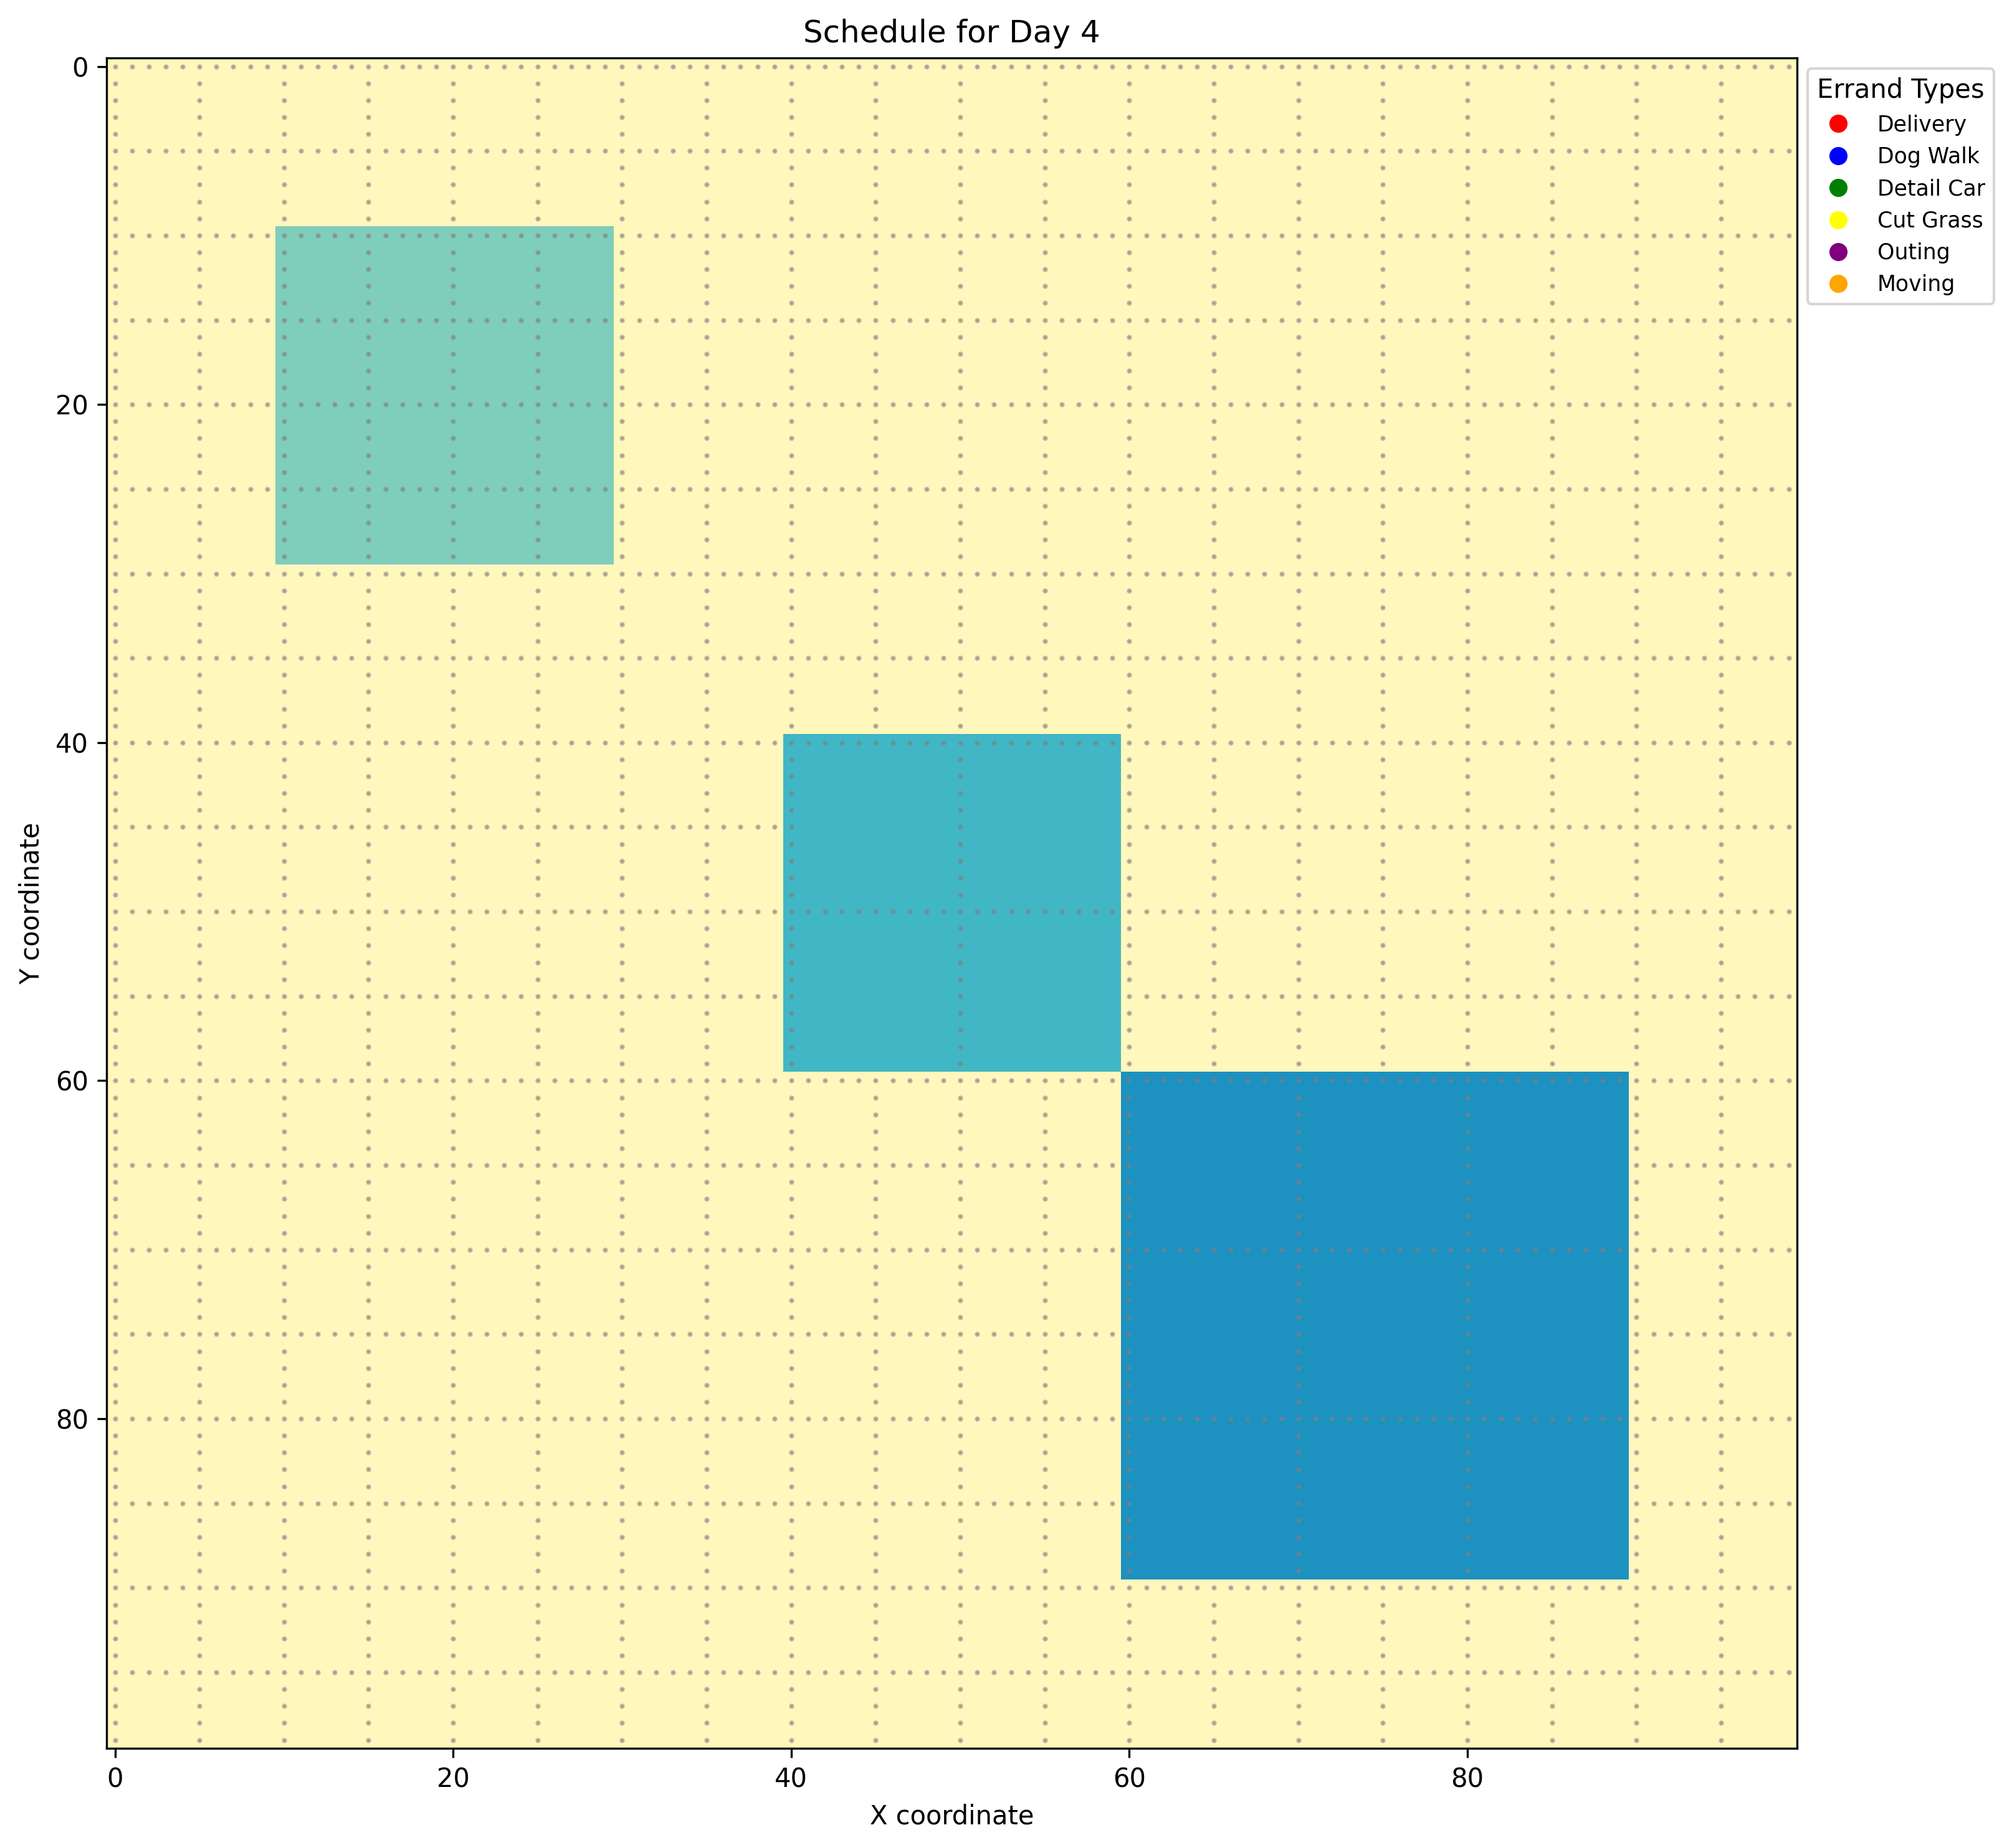 Schedule for Day 4
Errand Types
Delivery
Dog Walk
Detail Car
Cut Grass
Outing
Moving
0
20
40
60
80
Y coordinate
0
20
40
60
80
X coordinate